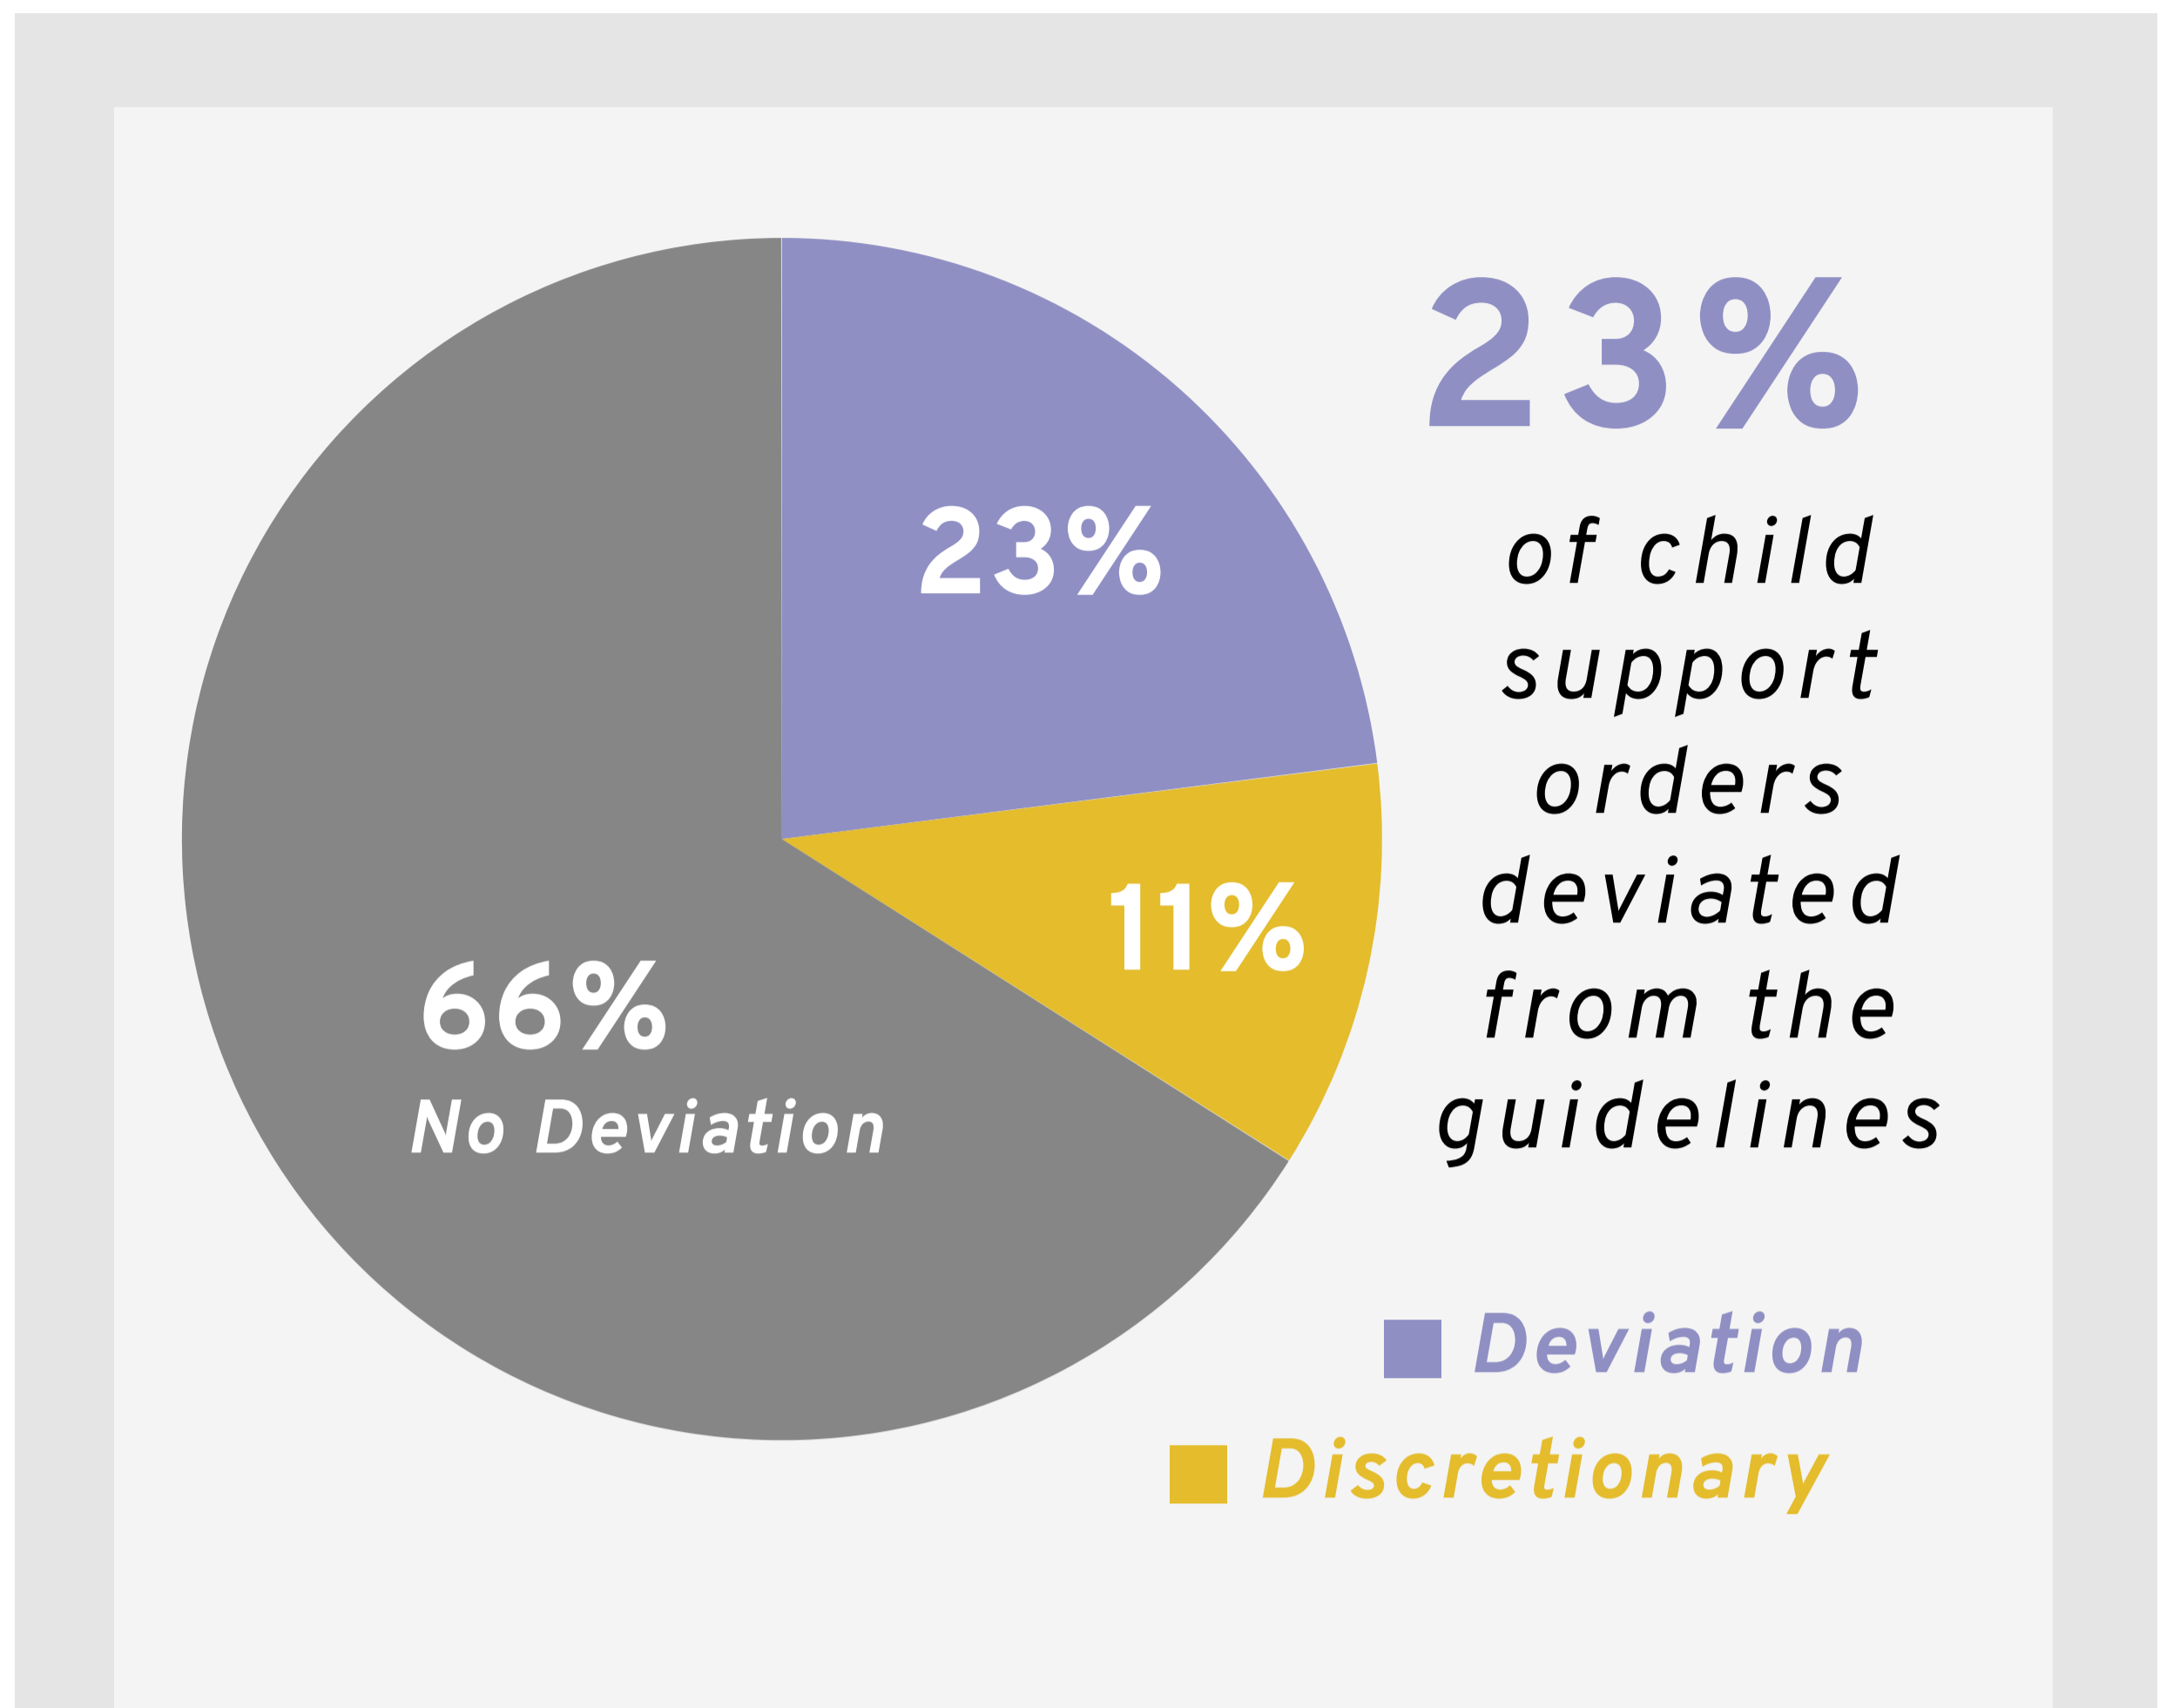 23%
of child
support
orders
deviated
from the
guidelines
23%
11%
66%
No Deviation
Deviation
Discretionary